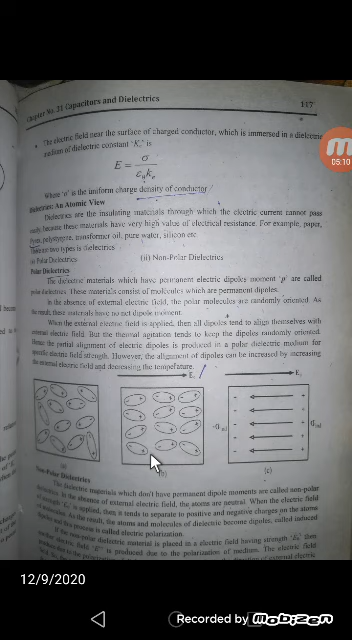 Chapter No. 21 Capacitors and Dielectrics
117
The electric field near the surface of charged conductor, which is immersed in a dielectric
medium of dielectric constant
is
E = σ
Where 'σ' is the uniform charge density of conductor
Dielectrics: An Atomic View
Dielectrics are the insulating materials through which the electric current cannot pass
easily, because these materials have very high value of electrical resistance. For example, paper,
polystyrene, transformer oil, pure water, silicon etc.
There are two types is dielectrics
(i) Polar Dielectrics
(ii) Non-Polar Dielectrics
Polar Dielectrics
The dielectric materials which have permanent electric dipoles moment 'p' are called
polar dielectrics. These materials consist of molecules which are permanent dipoles.
In the absence of external electric field, the polar molecules are randomly oriented. As
the result, these materials have no net dipole moment.
When the external electric field is applied, then all dipoles tend to align themselves with
external electric field. But the thermal agitation tends to keep the dipoles randomly oriented.
Hence the partial alignment of electric dipoles is produced in a polar dielectric medium for
specific electric field strength. However, the alignment of dipoles can be increased by increasing
the external electric field and decreasing the temperature.
(a)
(b)
(c)
Non-Polar Dielectrics
The dielectric materials which don't have permanent dipole moments are called non-polar
dielectrics. In the absence of external electric field, the atoms are neutral. When the electric
is applied, then it tends to separate to positive and negative charges on the atoms
As the result, the atoms and molecules of dielectric become dipoles, called induced
this process is called electric polarization.
If the non-polar dielectric material is placed in a electric field having strength
then
is produced due to the polarization of medium. The electric field
M
05:10
12/9/2020
Recorded by Mobizen